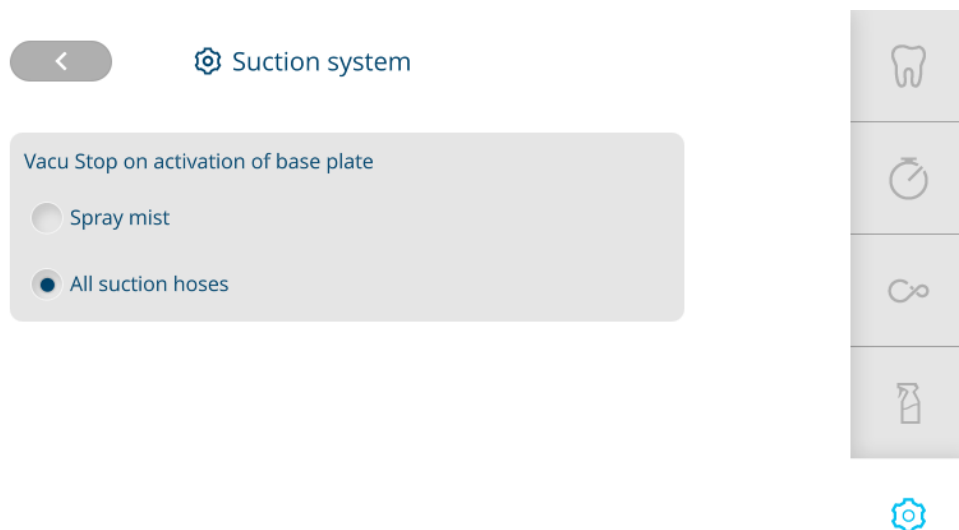 Suction system
Vacu Stop on activation of base plate
Spray mist
All suction hoses